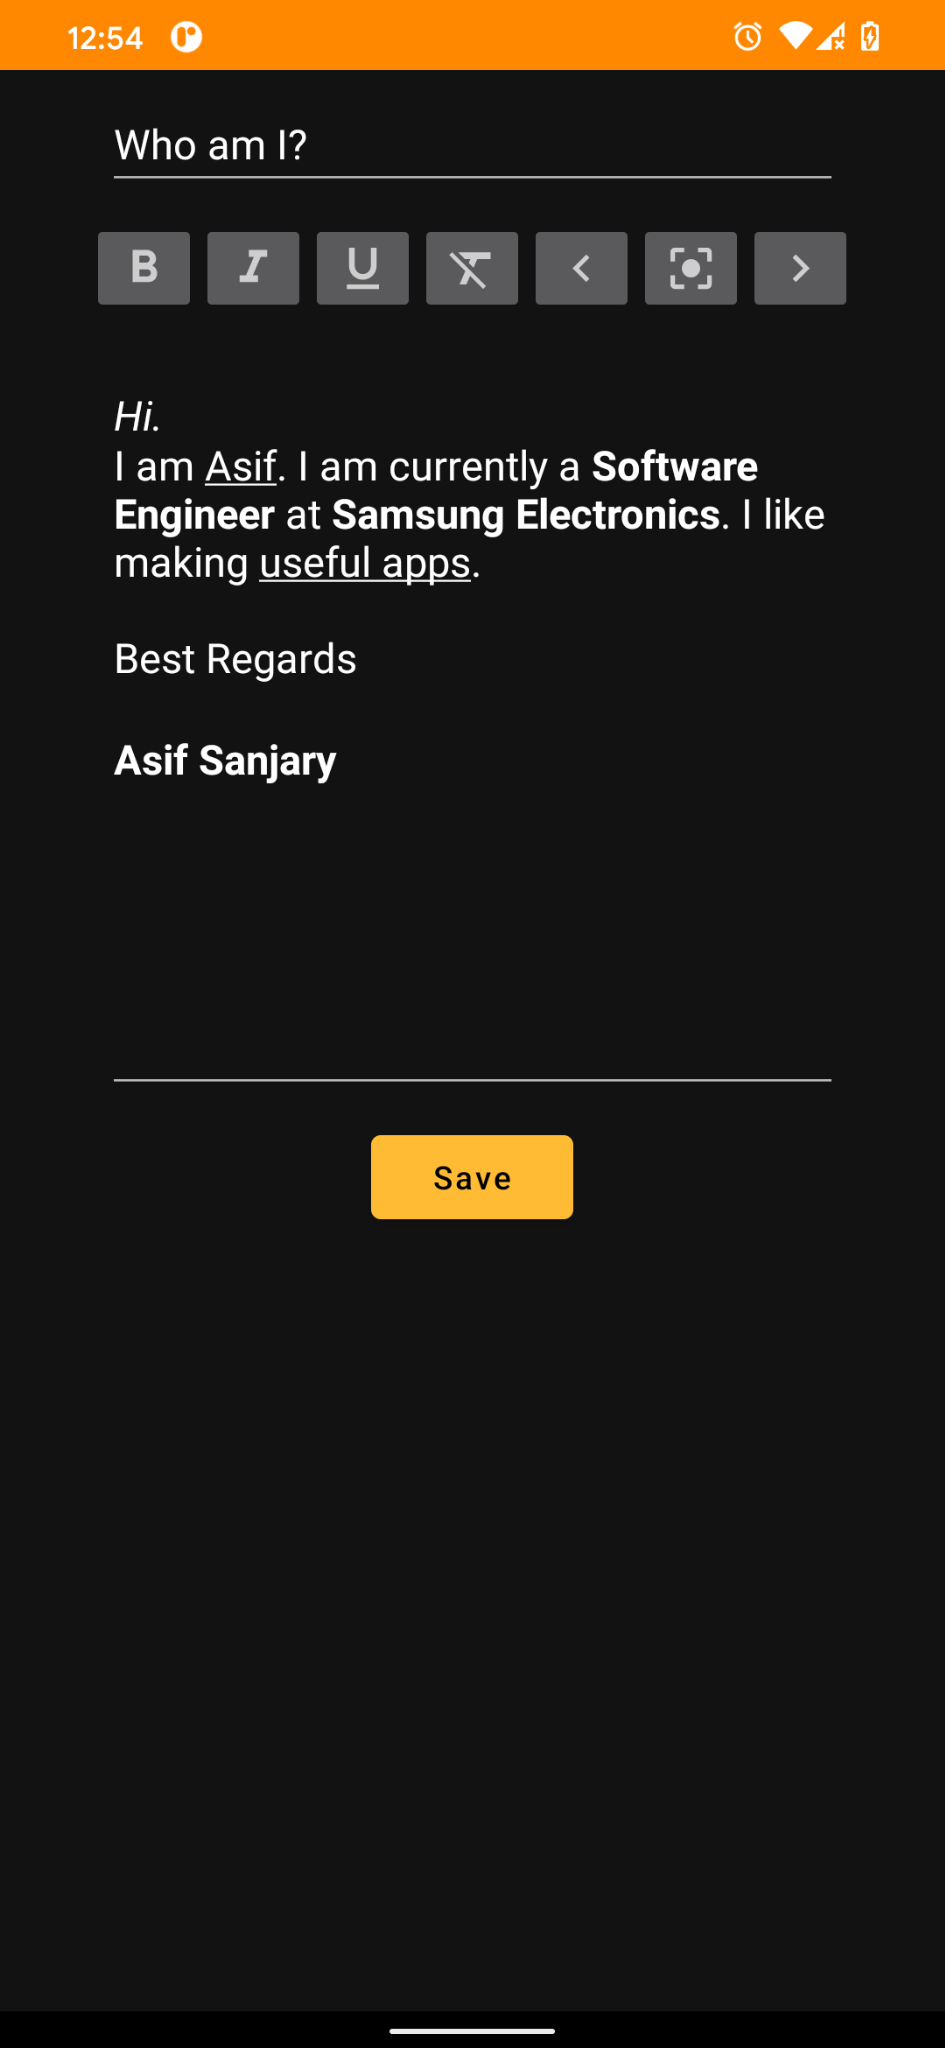 12:54
Who am I?
B I U
Hi.
I am Asif. I am currently a Software
Engineer at Samsung Electronics. I like
making useful apps.
Best Regards
Asif Sanjary
Save